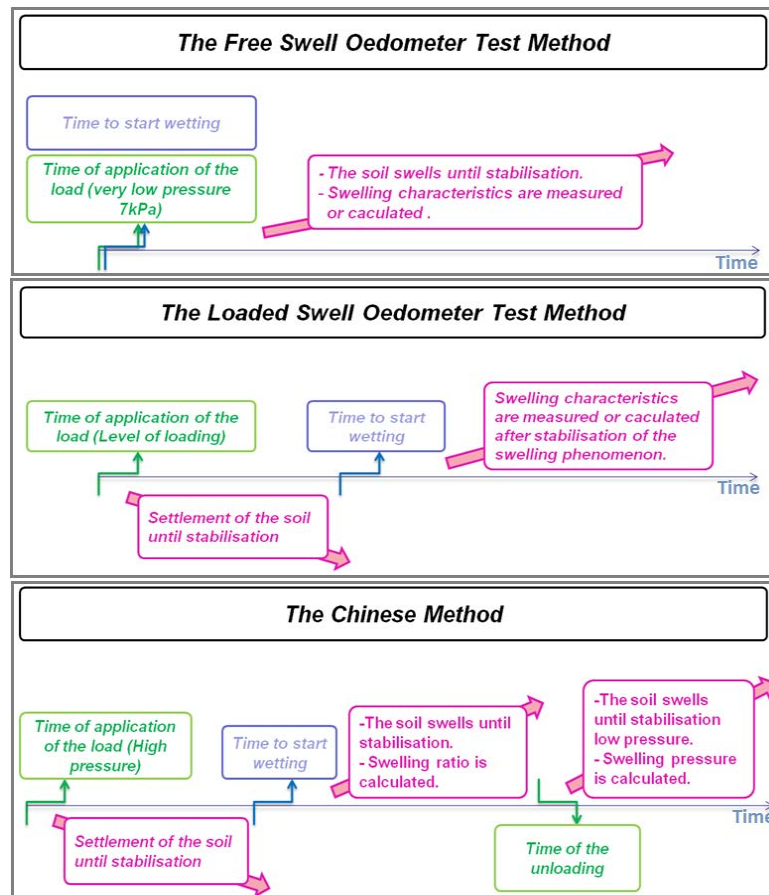 The Free Swell Oedometer Test Method
Time to start wetting
Time of application of the
load (very low pressure
7kPa)
-The soil swells until stabilisation.
- Swelling characteristics are measured
or caculated .
Time
The Loaded Swell Oedometer Test Method
Time of application of the
load (Level of loading)
Time to start
wetting
Swelling characteristics
are measured or caculated
after stabilisation of the
swelling phenomenon.
Time
Settlement of the soil
until stabilisation
The Chinese Method
Time of application
of the load (High
pressure)
Time to start
wetting
-The soil swells until
stabilisation.
- Swelling ratio is
calculated.
-The soil swells
until stabilisation
low pressure.
- Swelling pressure
is calculated.
Time
Settlement of the soil
until stabilisation
Time of the
unloading